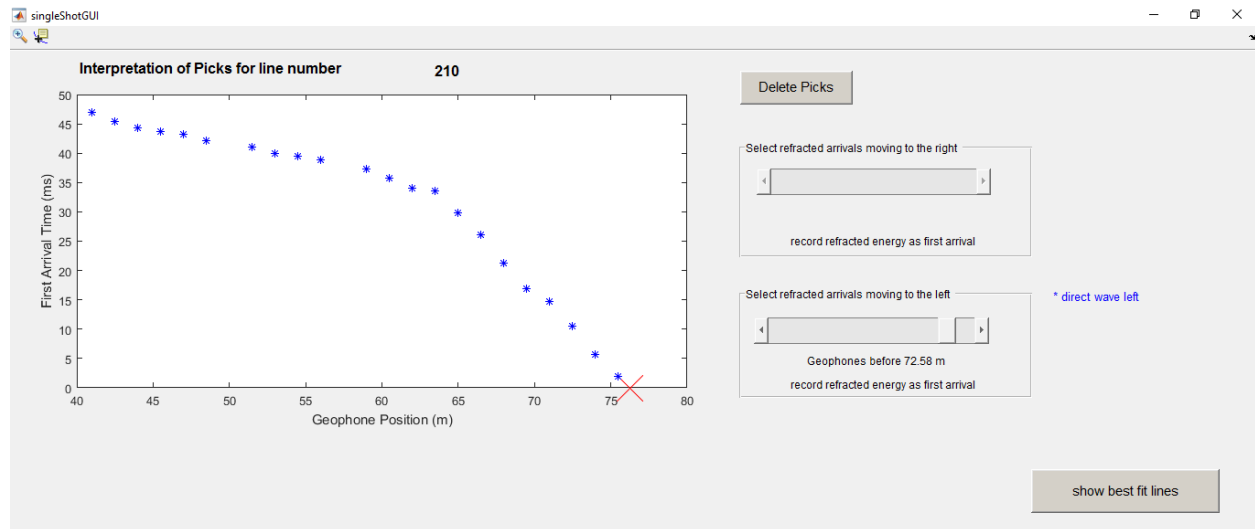 singleShotGUI
Interpretation of Picks for line number 210
50
45
40
35
30
25
20
15
10
5
0
First Arrival Time (ms)
40 45 50 55 60 65 70 75 80
Geophone Position (m)
Delete Picks
Select refracted arrivals moving to the right
record refracted energy as first arrival
Select refracted arrivals moving to the left
Geophones before 72.58 m
record refracted energy as first arrival
* direct wave left
show best fit lines